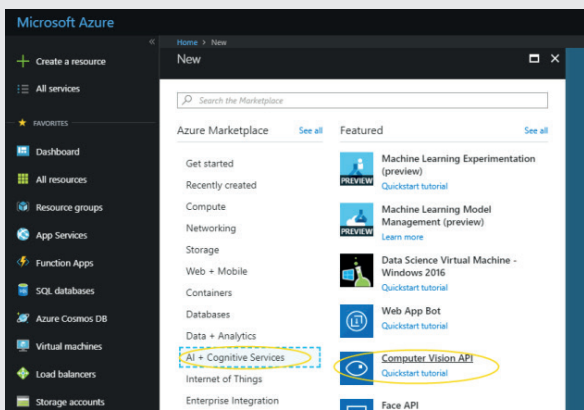 Microsoft Azure
«
Create a resource
All services
FAVORITES
Dashboard
All resources
Resource groups
App Services
Function Apps
SQL databases
Azure Cosmos DB
Virtual machines
Load balancers
Storage accounts
Home > New
New
Search the Marketplace
Azure Marketplace See all
Get started
Recently created
Compute
Networking
Storage
Web + Mobile
Containers
Databases
Data + Analytics
AI + Cognitive Services
Internet of Things
Enterprise Integration
Featured See all
PREVIEW
Machine Learning Experimentation
(preview)
Quickstart tutorial
PREVIEW
Machine Learning Model
Management (preview)
Learn more
Data Science Virtual Machine -
Windows 2016
Quickstart tutorial
Web App Bot
Quickstart tutorial
Computer Vision API
Quickstart tutorial
Face API